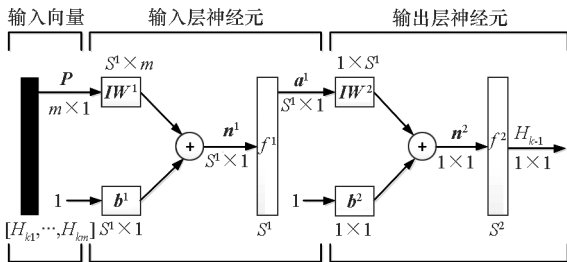 输入向量 输入层神经元 输出层神经元
S¹×m 1×S¹
P IW¹ a¹ IW²
m×1 S¹×1
+ n¹ f¹ + n² f² H_{k-1}
S¹×1 1×1 1×1
1 b¹ 1 b²
[H_{k1},⋯,H_{km}] S¹×1 S¹ 1×1 S²